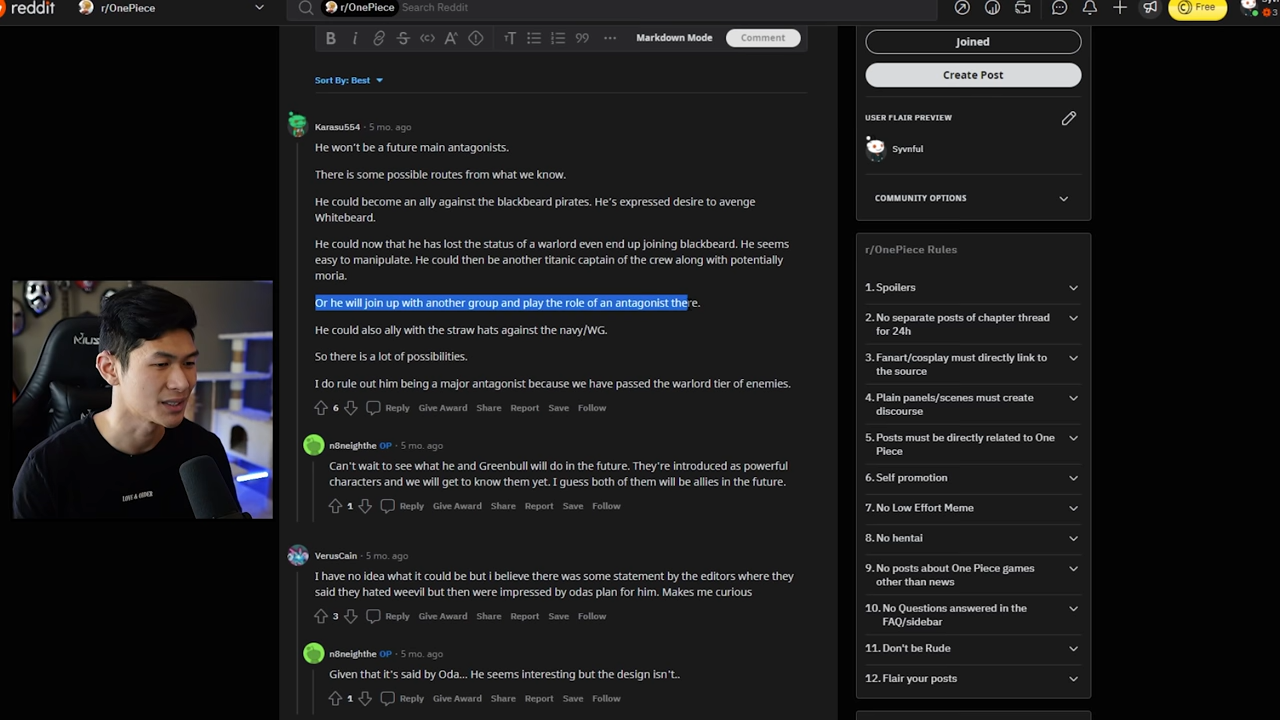 reddit
r/OnePiece
r/OnePiece
Search Reddit
Free
B i
Markdown Mode
Comment
Sort By: Best
Karasu554 · 5 mo. ago
He won't be a future main antagonists.
There is some possible routes from what we know.
He could become an ally against the blackbeard pirates. He's expressed desire to avenge
Whitebeard.
He could now that he has lost the status of a warlord even end up joining blackbeard. He seems
easy to manipulate. He could then be another titanic captain of the crew along with potentially
moria.
Or he will join up with another group and play the role of an antagonist there.
He could also ally with the straw hats against the navy/WG.
So there is a lot of possibilities.
I do rule out him being a major antagonist because we have passed the warlord tier of enemies.
6 Reply Give Award Share Report Save Follow
n8neighthe OP · 5 mo. ago
Can't wait to see what he and Greenbull will do in the future. They're introduced as powerful
characters and we will get to know them yet. I guess both of them will be allies in the future.
1 Reply Give Award Share Report Save Follow
VerusCain · 5 mo. ago
I have no idea what it could be but i believe there was some statement by the editors where they
said they hated weevil but then were impressed by odas plan for him. Makes me curious
3 Reply Give Award Share Report Save Follow
n8neighthe OP · 5 mo. ago
Given that it's said by Oda... He seems interesting but the design isn't..
1 Reply Give Award Share Report Save Follow
Joined
Create Post
USER FLAIR PREVIEW
Syvnful
COMMUNITY OPTIONS
r/OnePiece Rules
1. Spoilers
2. No separate posts of chapter thread
for 24h
3. Fanart/cosplay must directly link to
the source
4. Plain panels/scenes must create
discourse
5. Posts must be directly related to One
Piece
6. Self promotion
7. No Low Effort Meme
8. No hentai
9. No posts about One Piece games
other than news
10. No Questions answered in the
FAQ/sidebar
11. Don't be Rude
12. Flair your posts